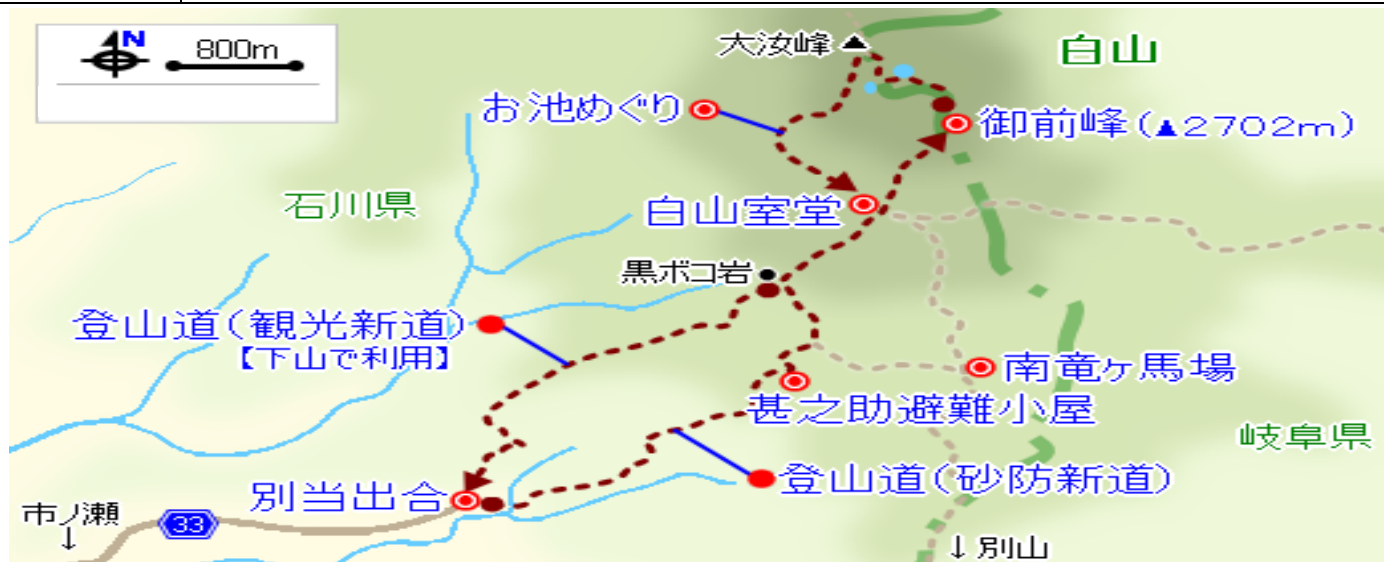 N
800m
大汝峰
白山
お池めぐり
御前峰(▲2702m)
石川県
白山室堂
黒ボコ岩
登山道(観光新道)
【下山で利用】
南竜ヶ馬場
甚之助避難小屋
岐阜県
登山道(砂防新道)
別当出合
市ノ瀬
↓
33
↓別山